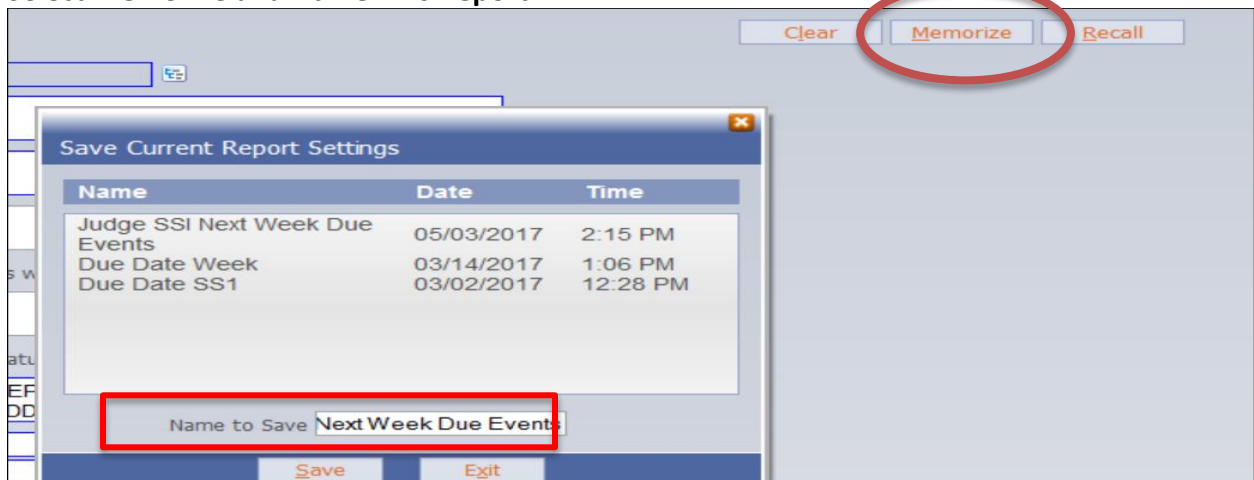 Clear Memorize Recall
Save Current Report Settings
Name Date Time
Judge SSI Next Week Due
Events 05/03/2017 2:15 PM
Due Date Week 03/14/2017 1:06 PM
Due Date SS1 03/02/2017 12:28 PM
Name to Save Next Week Due Events
Save Exit